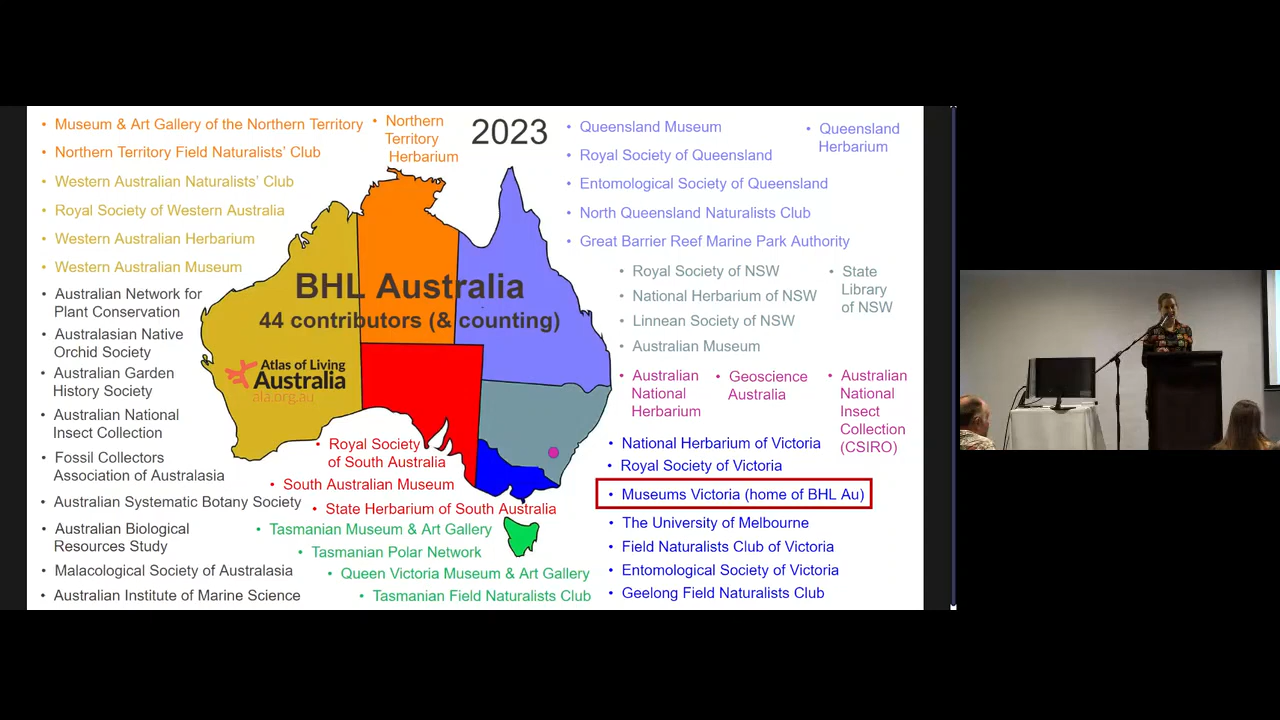 2023
• Museum & Art Gallery of the Northern Territory
• Northern Territory Field Naturalists’ Club
• Northern
Territory
Herbarium
• Western Australian Naturalists’ Club
• Royal Society of Western Australia
• Western Australian Herbarium
• Western Australian Museum
• Australian Network for
Plant Conservation
• Australasian Native
Orchid Society
• Australian Garden
History Society
• Australian National
Insect Collection
• Fossil Collectors
Association of Australasia
• Australian Systematic Botany Society
• Australian Biological
Resources Study
• Malacological Society of Australasia
• Australian Institute of Marine Science
BHL Australia
44 contributors (& counting)
Atlas of Living
Australia
ala.org.au
• Royal Society
of South Australia
• South Australian Museum
• State Herbarium of South Australia
• Tasmanian Museum & Art Gallery
• Tasmanian Polar Network
• Queen Victoria Museum & Art Gallery
• Tasmanian Field Naturalists Club
• Queensland Museum
• Royal Society of Queensland
• Entomological Society of Queensland
• North Queensland Naturalists Club
• Great Barrier Reef Marine Park Authority
• Queensland
Herbarium
• Royal Society of NSW
• National Herbarium of NSW
• Linnean Society of NSW
• Australian Museum
• State
Library
of NSW
• Australian
National
Herbarium
• Geoscience
Australia
• Australian
National
Insect
Collection
(CSIRO)
• National Herbarium of Victoria
• Royal Society of Victoria
• Museums Victoria (home of BHL Au)
• The University of Melbourne
• Field Naturalists Club of Victoria
• Entomological Society of Victoria
• Geelong Field Naturalists Club